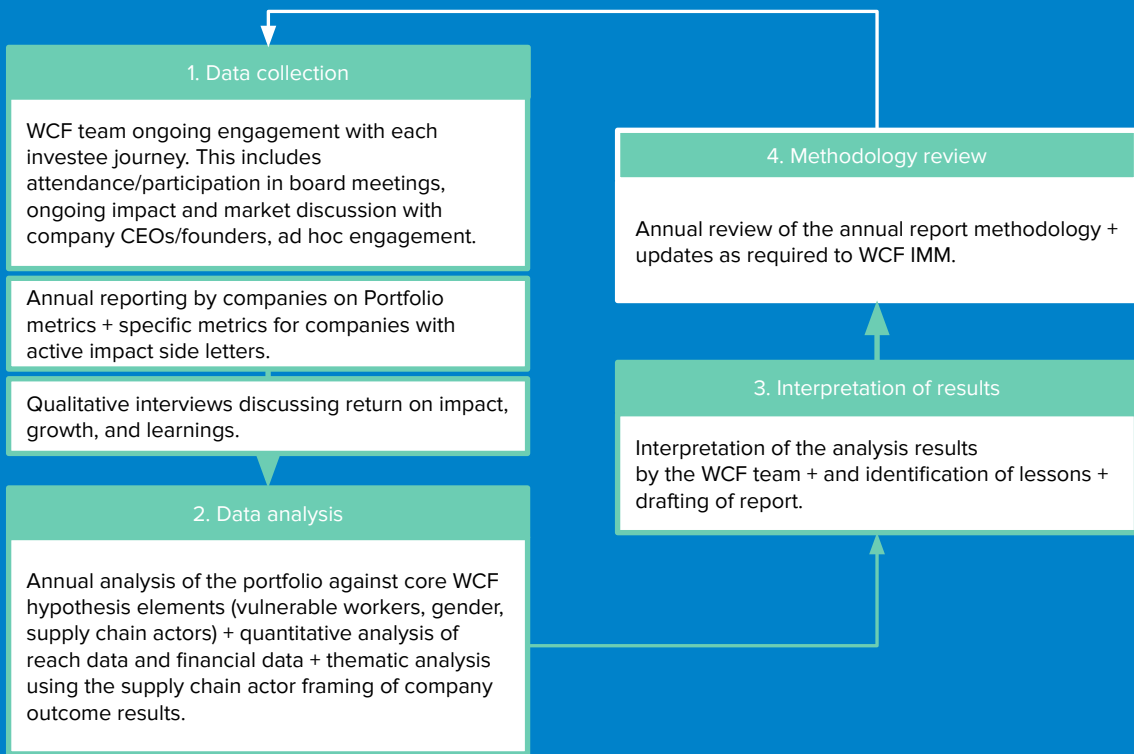 1. Data collection
WCF team ongoing engagement with each
investee journey. This includes
attendance/participation in board meetings,
ongoing impact and market discussion with
company CEOs/founders, ad hoc engagement.
Annual reporting by companies on Portfolio
metrics + specific metrics for companies with
active impact side letters.
Qualitative interviews discussing return on impact,
growth, and learnings.
2. Data analysis
Annual analysis of the portfolio against core WCF
hypothesis elements (vulnerable workers, gender,
supply chain actors) + quantitative analysis of
reach data and financial data + thematic analysis
using the supply chain actor framing of company
outcome results.
3. Interpretation of results
Interpretation of the analysis results
by the WCF team + and identification of lessons +
drafting of report.
4. Methodology review
Annual review of the annual report methodology +
updates as required to WCF IMM.